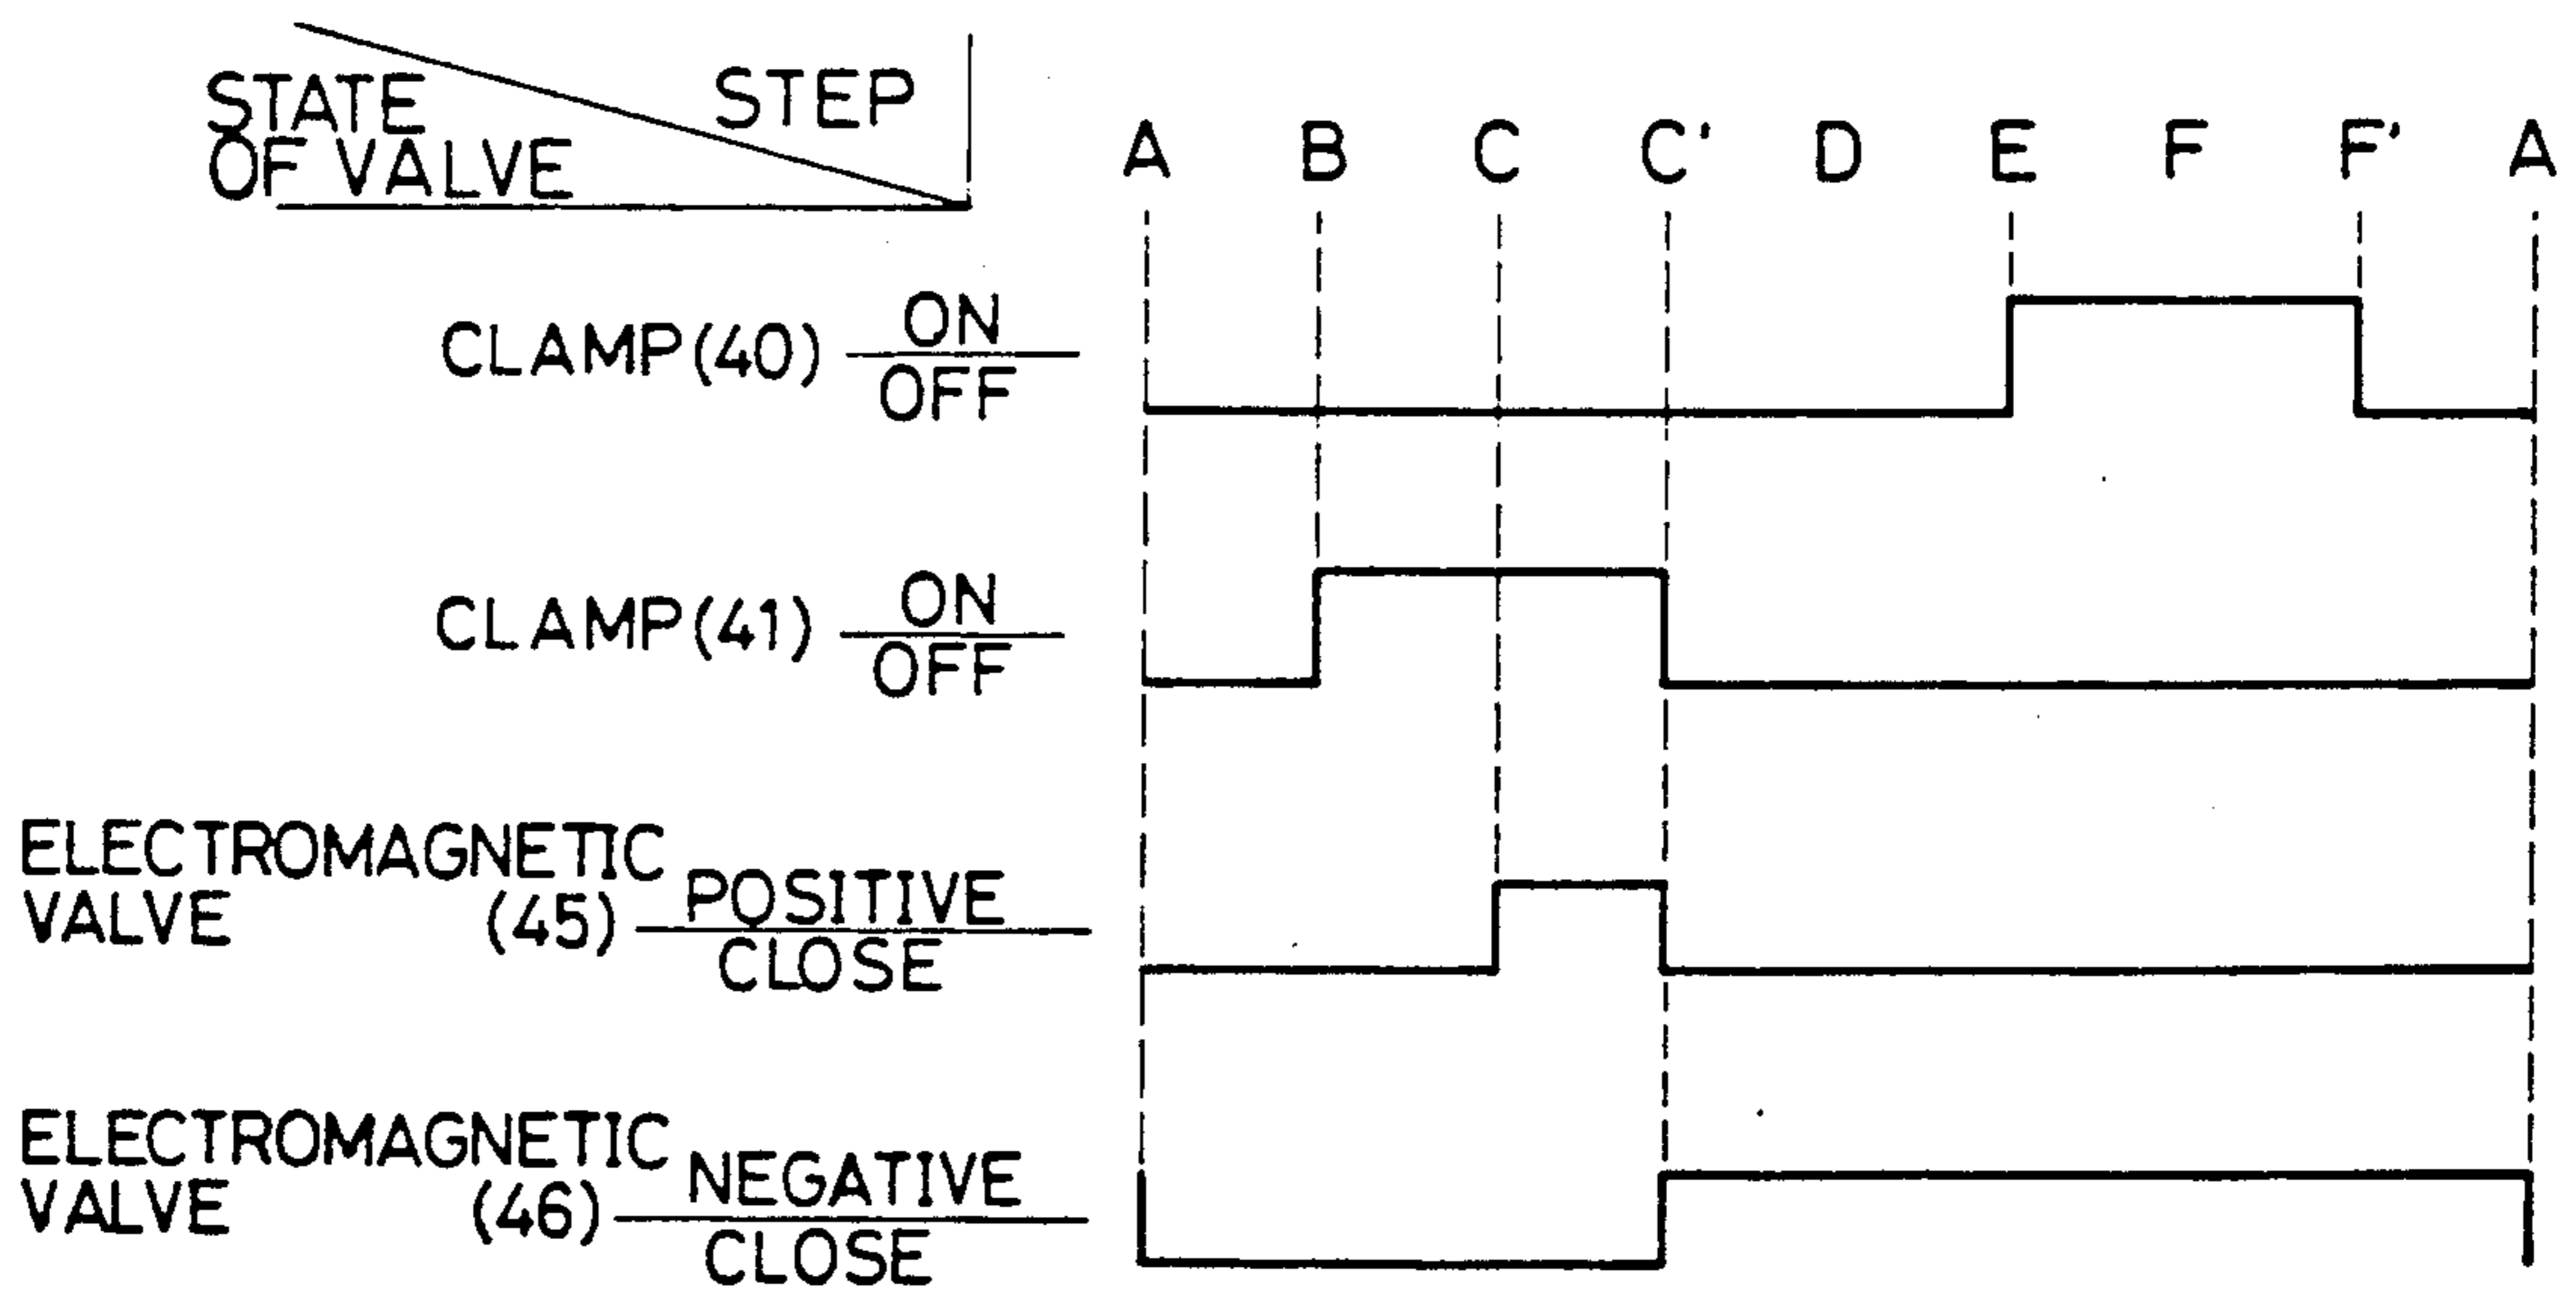 STATE
OF VALVE
STEP
A B C C' D E F F' A
CLAMP(40) ON
OFF
CLAMP(41) ON
OFF
ELECTROMAGNETIC
VALVE (45) POSITIVE
CLOSE
ELECTROMAGNETIC
VALVE (46) NEGATIVE
CLOSE